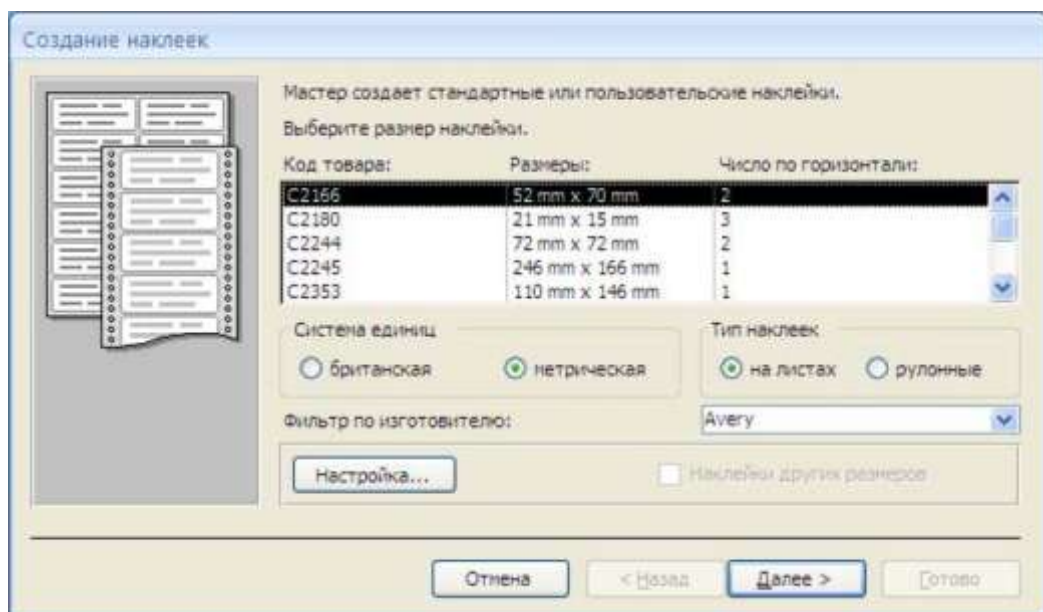 Создание наклеек
Мастер создает стандартные или пользовательские наклейки.
Выберите размер наклейки.
Код товара: Размеры: Число по горизонтали:
C2166 52 mm x 70 mm 2
C2180 21 mm x 15 mm 3
C2244 72 mm x 72 mm 2
C2245 246 mm x 166 mm 1
C2353 110 mm x 146 mm 1
Система единиц Тип наклеек
британская метрическая на листах рулонные
Фильтр по изготовителю: Avery
Настройка... Наклейки других размеров
Отмена < Назад Далее > Готово